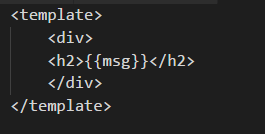 <template>
    <div>
    <h2>{{msg}}</h2>
    </div>
</template>